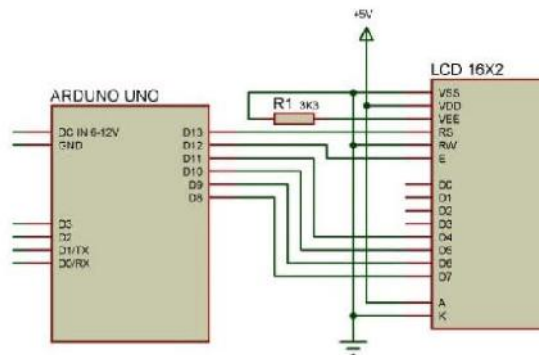 +5V
LCD 16X2
ARDUNO UNO
R1 3K3
DC IN 6-12V
GND
D3
D2
D1/TX
D0/RX
D13
D12
D11
D10
D9
D8
VSS
VDD
VEE
RS
RW
E
D0
D1
D2
D3
D4
D5
D6
D7
A
K